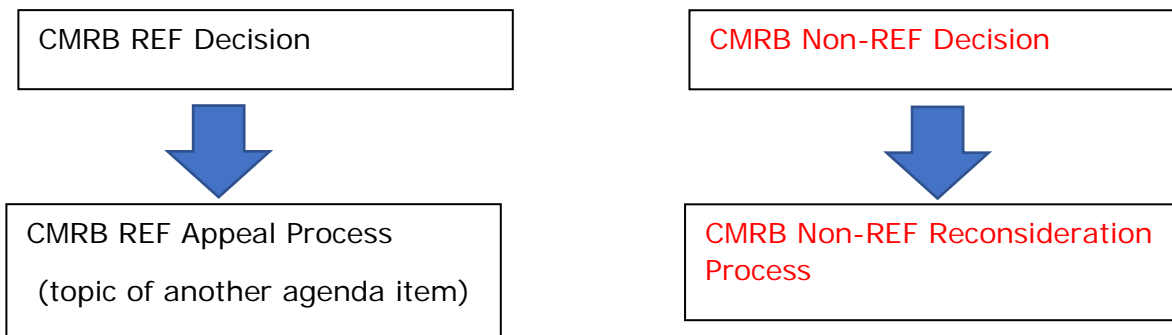 CMRB REF Decision
CMRB Non-REF Decision
CMRB REF Appeal Process
(topic of another agenda item)
CMRB Non-REF Reconsideration
Process